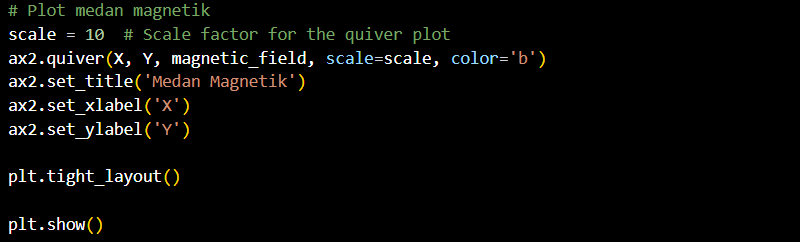 # Plot medan magnetik
scale = 10  # Scale factor for the quiver plot
ax2.quiver(X, Y, magnetic_field, scale=scale, color='b')
ax2.set_title('Medan Magnetik')
ax2.set_xlabel('X')
ax2.set_ylabel('Y')
plt.tight_layout()
plt.show()